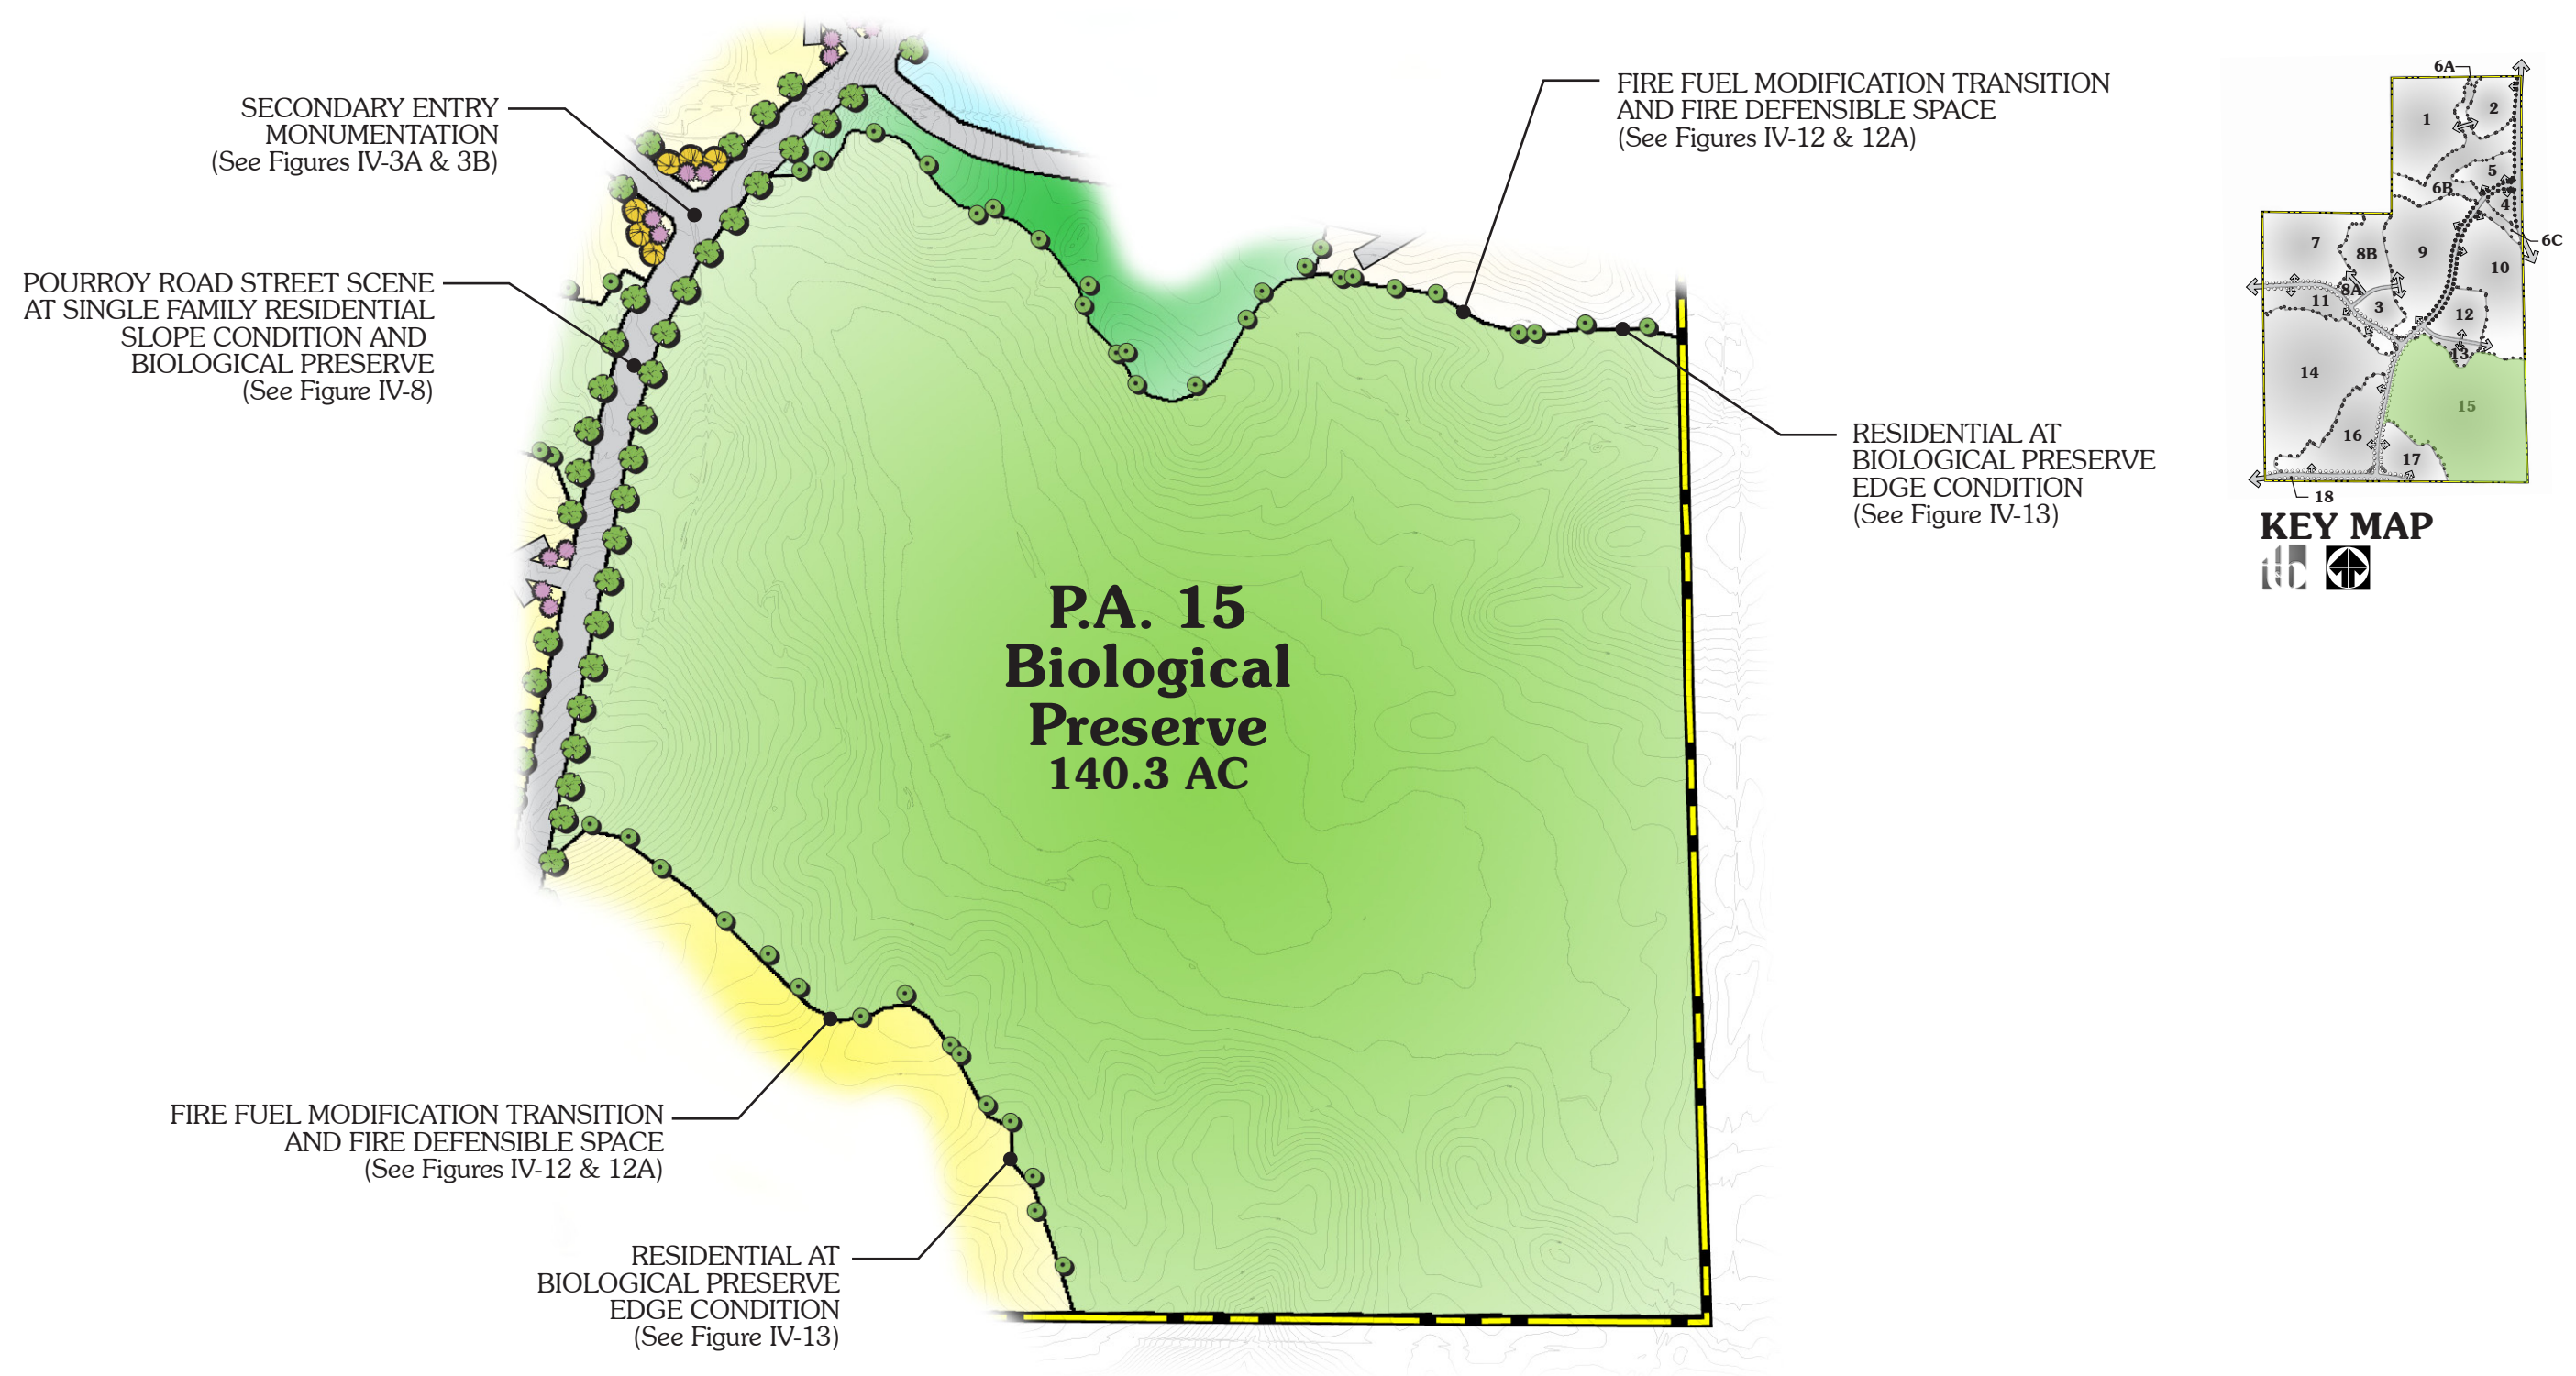 SECONDARY ENTRY
MONUMENTATION
(See Figures IV-3A & 3B)
POURROY ROAD STREET SCENE
AT SINGLE FAMILY RESIDENTIAL
SLOPE CONDITION AND
BIOLOGICAL PRESERVE
(See Figure IV-8)
FIRE FUEL MODIFICATION TRANSITION
AND FIRE DEFENSIBLE SPACE
(See Figures IV-12 & 12A)
RESIDENTIAL AT
BIOLOGICAL PRESERVE
EDGE CONDITION
(See Figure IV-13)
P.A. 15
Biological
Preserve
140.3 AC
FIRE FUEL MODIFICATION TRANSITION
AND FIRE DEFENSIBLE SPACE
(See Figures IV-12 & 12A)
RESIDENTIAL AT
BIOLOGICAL PRESERVE
EDGE CONDITION
(See Figure IV-13)
6A
1
2
5
6B
4
6C
7
8B
9
10
8A
11
3
12
13
14
15
16
17
18
KEY MAP